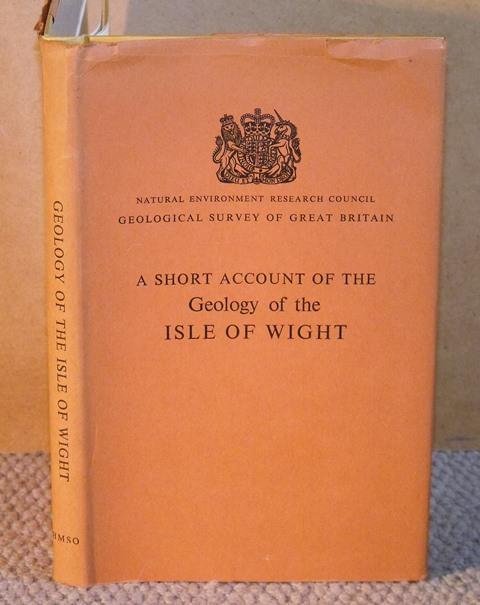 NATURAL ENVIRONMENT RESEARCH COUNCIL
GEOLOGICAL SURVEY OF GREAT BRITAIN
A SHORT ACCOUNT OF THE
Geology of the
ISLE OF WIGHT
GEOLOGY OF THE ISLE OF WIGHT
HMSO